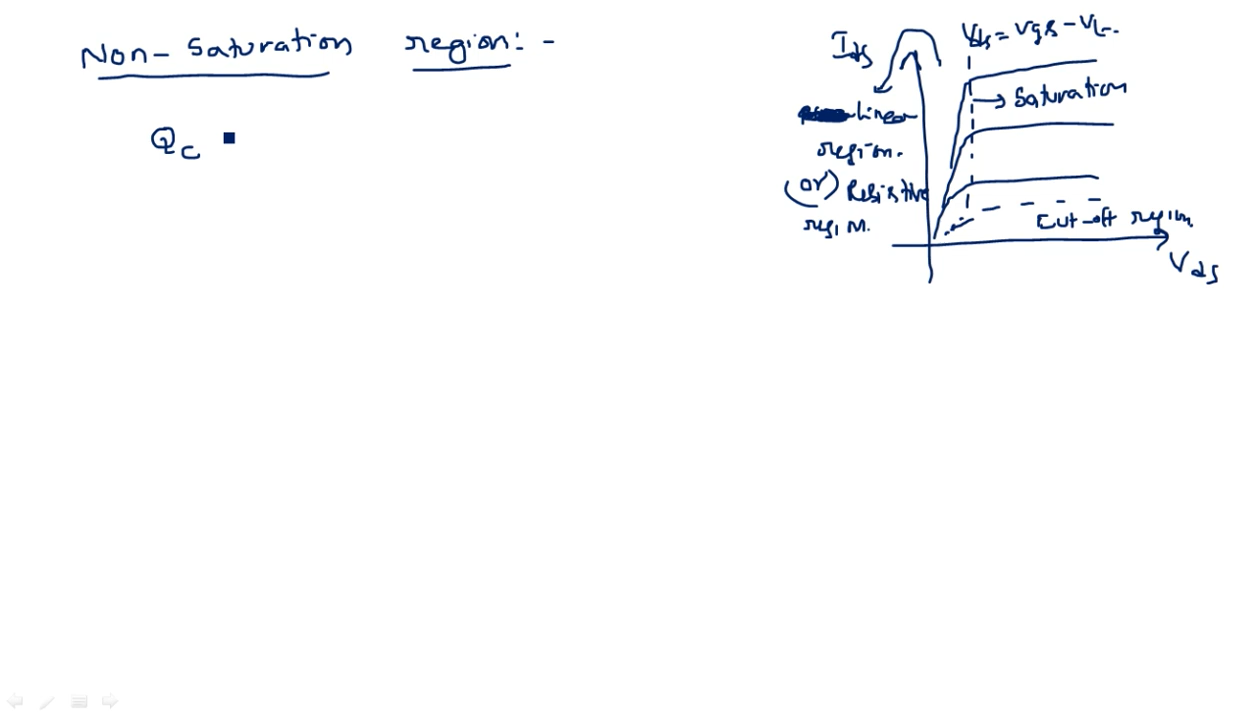 Non-Saturation region:-
Qc
Ids
Vds = Vgs - Vt
→ Saturation
Linear
region.
(or) Resistive
region.
Cut-off region
Vds